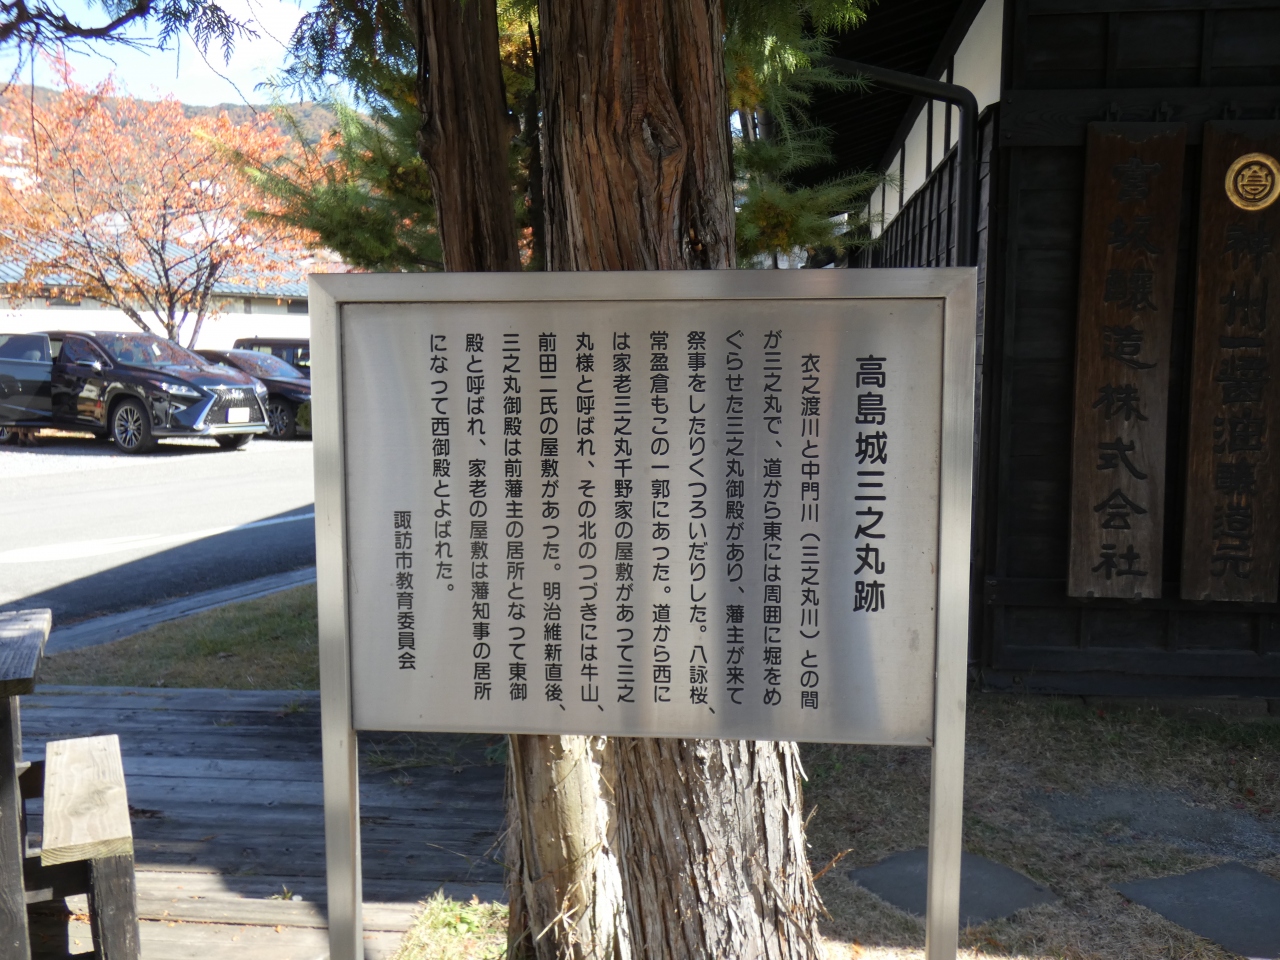 高島城三之丸跡
衣之渡川と中門川（三之丸川）との間
が三之丸で、道から東には周囲に堀をめ
ぐらせた三之丸御殿があり、藩主が来て
祭事をしたりくつろいだりした。八詠桜、
常盈倉もこの一郭にあった。道から西に
は家老三之丸千野家の屋敷があって三之
丸様と呼ばれ、その北のつづきには牛山、
前田二氏の屋敷があった。明治維新直後、
三之丸御殿は前藩主の居所となって東御
殿と呼ばれ、家老の屋敷は藩知事の居所
になって西御殿とよばれた。
諏訪市教育委員会
神州一醤油醸造元
醸造株式会社